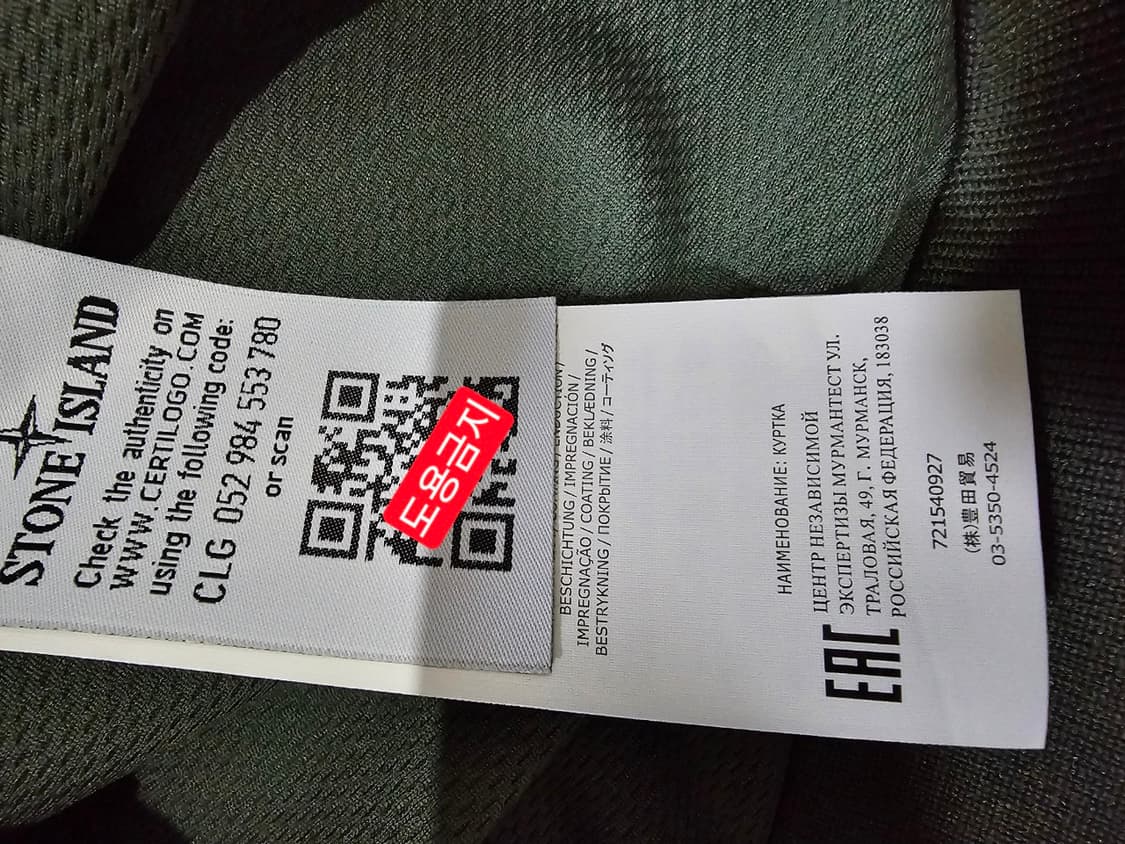 STONE ISLAND
Check the authenticity on
WWW.CERTILOGO.COM
using the following code:
CLG 052 984 553 780
or scan
도용금지
BESCHICHTUNG / IMPREGNACIÓN /
IMPREGNAÇÃO / COATING / BEKLÆDNING /
BESTRYKNING / ПОКРЫТИЕ / 涂料 / コーティング
НАИМЕНОВАНИЕ: КУРТКА
ЦЕНТР НЕЗАВИСИМОЙ
ЭКСПЕРТИЗЫ МУРМАНТЕСТ УЛ.
ТРАЛОВАЯ, 49, Г. МУРМАНСК,
РОССИЙСКАЯ ФЕДЕРАЦИЯ, 183038
EAC
721540927
(株)豊田貿易
03-5350-4524